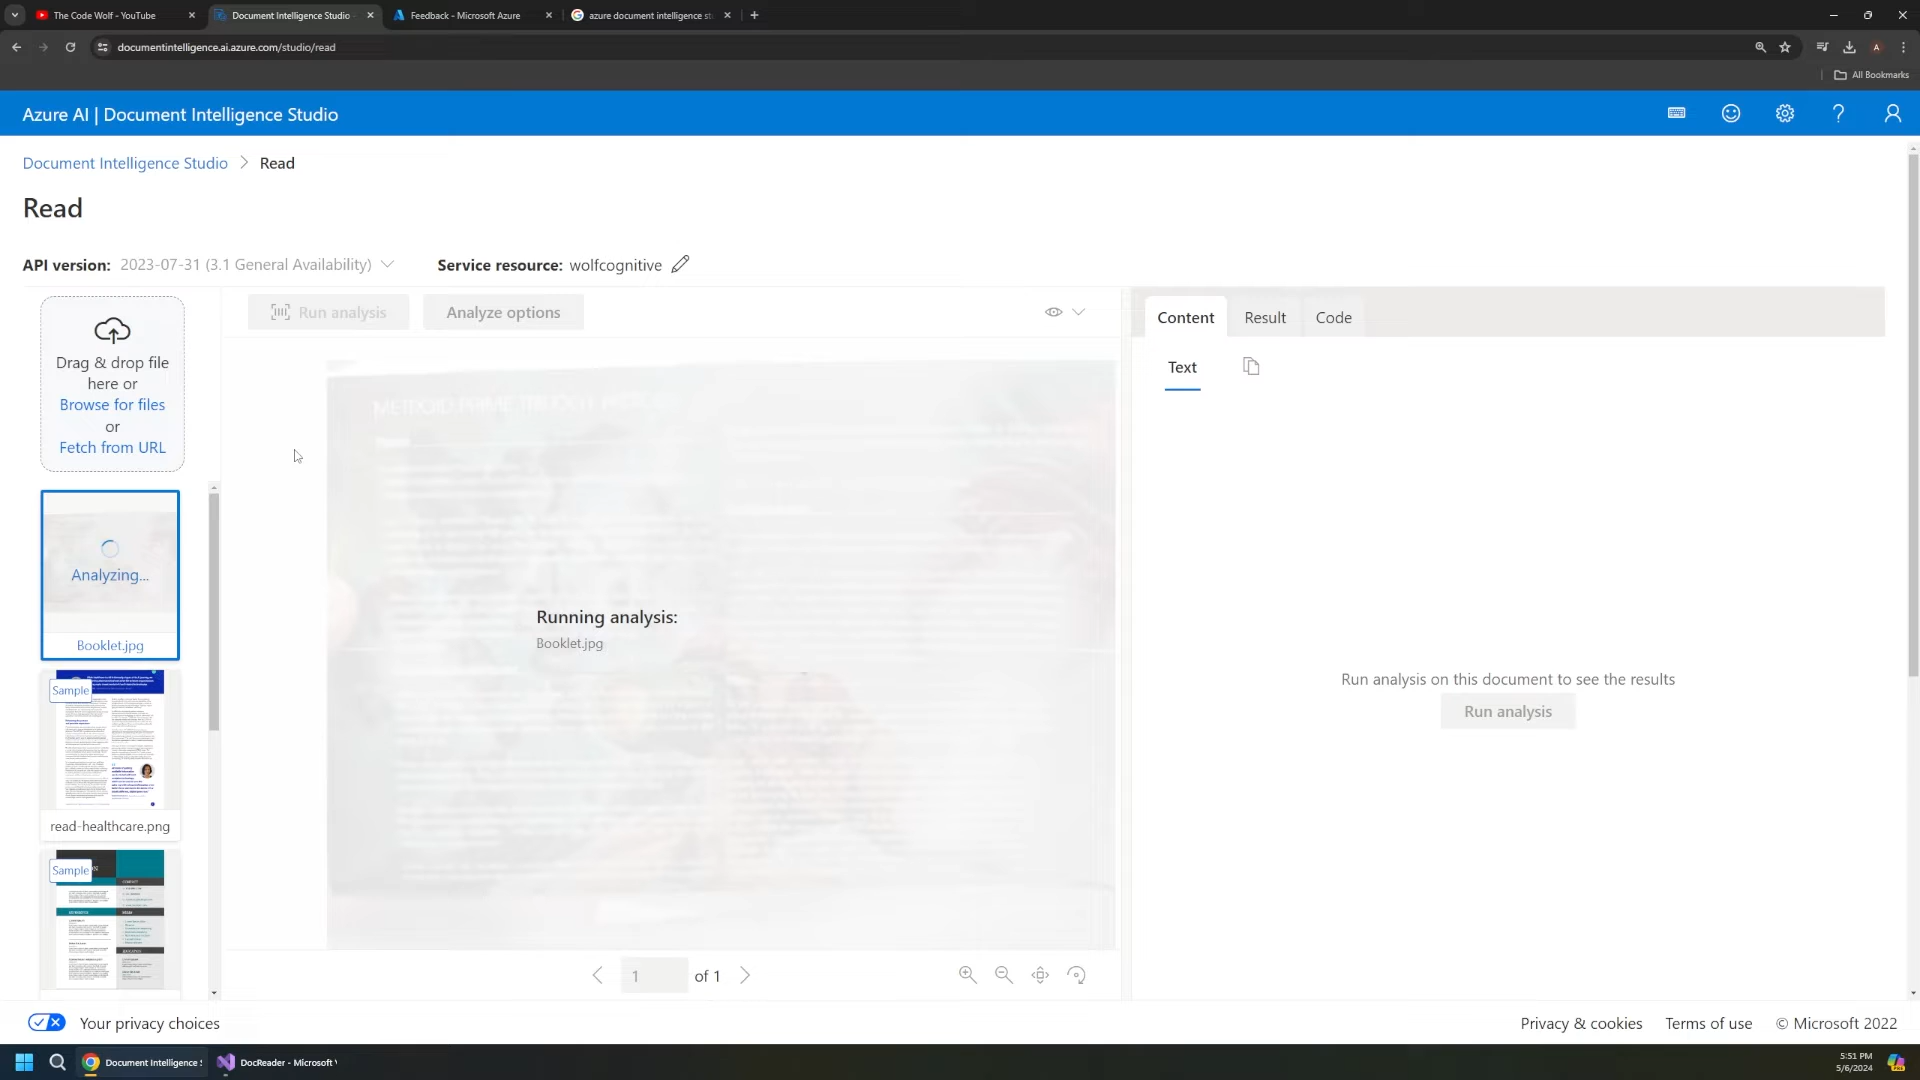 The Code Wolf - YouTube
Document Intelligence Studio -
Feedback - Microsoft Azure
azure document intelligence st
documentintelligence.ai.azure.com/studio/read
A
All Bookmarks
Azure AI | Document Intelligence Studio
Document Intelligence Studio > Read
Read
API version: 2023-07-31 (3.1 General Availability)
Service resource: wolfcognitive
Drag & drop file
here or
Browse for files
or
Fetch from URL
Run analysis
Analyze options
Content
Result
Code
Text
METROID PRIME TRILOGY
Analyzing...
Booklet.jpg
Running analysis:
Booklet.jpg
Run analysis on this document to see the results
Run analysis
Sample
read-healthcare.png
Sample
1 of 1
Your privacy choices
Privacy & cookies
Terms of use
© Microsoft 2022
Document Intelligence S
DocReader - Microsoft V
5:51 PM
5/6/2024